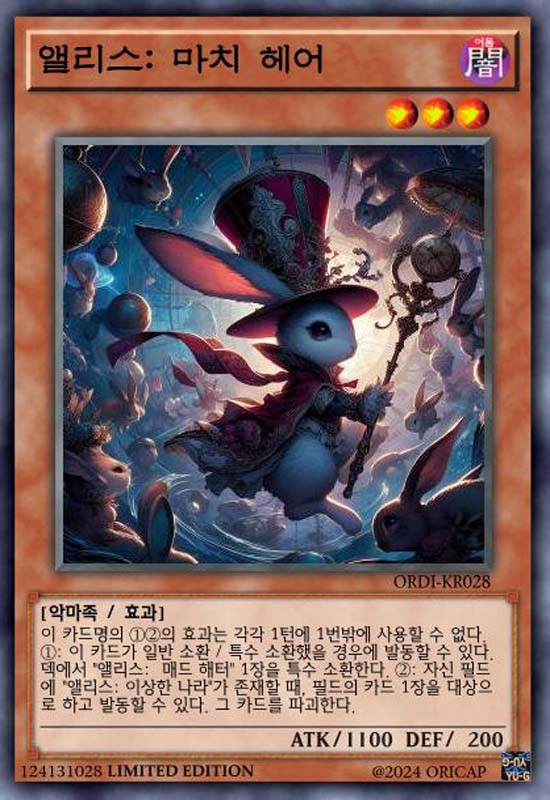 앨리스: 마치 헤어
어둠
闇
ORDI-KR028
[악마족 / 효과]
이 카드명의 ①②의 효과는 각각 1턴에 1번밖에 사용할 수 없다.
①: 이 카드가 일반 소환 / 특수 소환했을 경우에 발동할 수 있다.
덱에서 "앨리스: 매드 해터" 1장을 특수 소환한다. ②: 자신 필드
에 "앨리스: 이상한 나라"가 존재할 때, 필드의 카드 1장을 대상으
로 하고 발동할 수 있다. 그 카드를 파괴한다.
ATK/1100 DEF/ 200
124131028 LIMITED EDITION
©2024 ORICAP
YU-G
YU-G